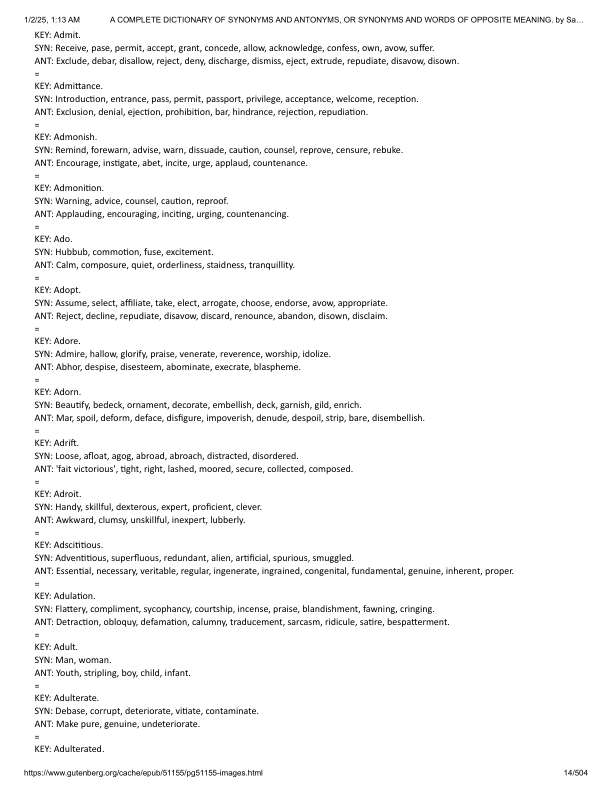 1/2/25, 1:13 AM A COMPLETE DICTIONARY OF SYNONYMS AND ANTONYMS, OR SYNONYMS AND WORDS OF OPPOSITE MEANING. by Sa…
KEY: Admit.
SYN: Receive, pase, permit, accept, grant, concede, allow, acknowledge, confess, own, avow, suffer.
ANT: Exclude, debar, disallow, reject, deny, discharge, dismiss, eject, extrude, repudiate, disavow, disown.
=
KEY: Admittance.
SYN: Introduction, entrance, pass, permit, passport, privilege, acceptance, welcome, reception.
ANT: Exclusion, denial, ejection, prohibition, bar, hindrance, rejection, repudiation.
=
KEY: Admonish.
SYN: Remind, forewarn, advise, warn, dissuade, caution, counsel, reprove, censure, rebuke.
ANT: Encourage, instigate, abet, incite, urge, applaud, countenance.
=
KEY: Admonition.
SYN: Warning, advice, counsel, caution, reproof.
ANT: Applauding, encouraging, inciting, urging, countenancing.
=
KEY: Ado.
SYN: Hubbub, commotion, fuse, excitement.
ANT: Calm, composure, quiet, orderliness, staidness, tranquillity.
=
KEY: Adopt.
SYN: Assume, select, affiliate, take, elect, arrogate, choose, endorse, avow, appropriate.
ANT: Reject, decline, repudiate, disavow, discard, renounce, abandon, disown, disclaim.
=
KEY: Adore.
SYN: Admire, hallow, glorify, praise, venerate, reverence, worship, idolize.
ANT: Abhor, despise, disesteem, abominate, execrate, blaspheme.
=
KEY: Adorn.
SYN: Beautify, bedeck, ornament, decorate, embellish, deck, garnish, gild, enrich.
ANT: Mar, spoil, deform, deface, disfigure, impoverish, denude, despoil, strip, bare, disembellish.
=
KEY: Adrift.
SYN: Loose, afloat, agog, abroad, abroach, distracted, disordered.
ANT: 'fait victorious', tight, right, lashed, moored, secure, collected, composed.
=
KEY: Adroit.
SYN: Handy, skillful, dexterous, expert, proficient, clever.
ANT: Awkward, clumsy, unskillful, inexpert, lubberly.
=
KEY: Adscititious.
SYN: Adventitious, superfluous, redundant, alien, artificial, spurious, smuggled.
ANT: Essential, necessary, veritable, regular, ingenerate, ingrained, congenital, fundamental, genuine, inherent, proper.
=
KEY: Adulation.
SYN: Flattery, compliment, sycophancy, courtship, incense, praise, blandishment, fawning, cringing.
ANT: Detraction, obloquy, defamation, calumny, traducement, sarcasm, ridicule, satire, bespatterment.
=
KEY: Adult.
SYN: Man, woman.
ANT: Youth, stripling, boy, child, infant.
=
KEY: Adulterate.
SYN: Debase, corrupt, deteriorate, vitiate, contaminate.
ANT: Make pure, genuine, undeteriorate.
=
KEY: Adulterated.
https://www.gutenberg.org/cache/epub/51155/pg51155-images.html 14/504